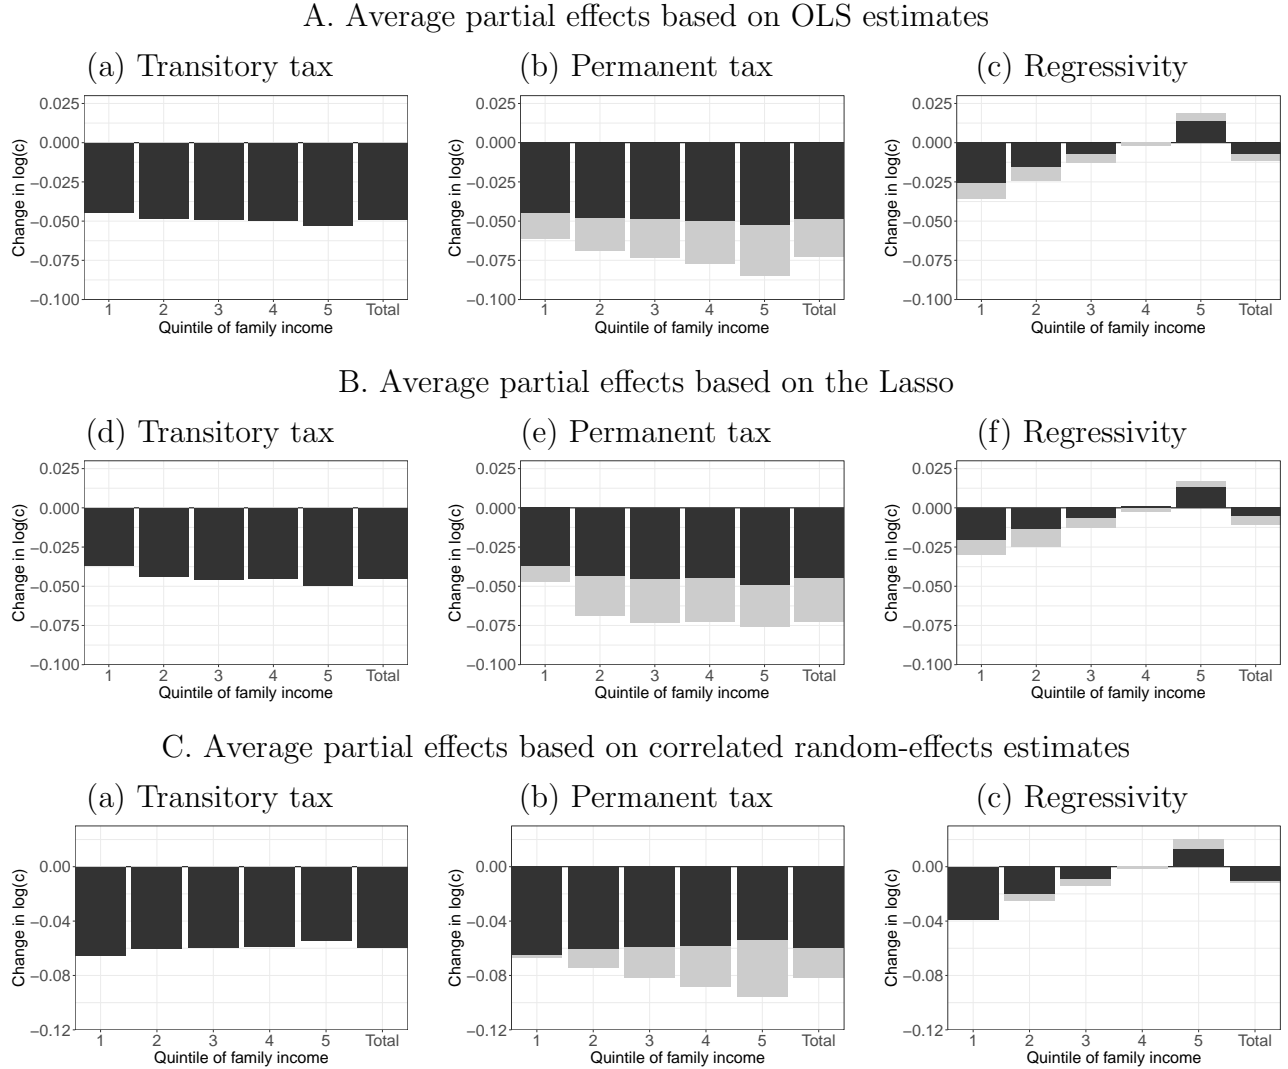 A. Average partial effects based on OLS estimates
(a) Transitory tax
(b) Permanent tax
(c) Regressivity
Change in log(c)
0.025
0.000
−0.025
−0.050
−0.075
−0.100
1 2 3 4 5 Total
Quintile of family income
Change in log(c)
0.025
0.000
−0.025
−0.050
−0.075
−0.100
1 2 3 4 5 Total
Quintile of family income
Change in log(c)
0.025
0.000
−0.025
−0.050
−0.075
−0.100
1 2 3 4 5 Total
Quintile of family income
B. Average partial effects based on the Lasso
(d) Transitory tax
(e) Permanent tax
(f) Regressivity
Change in log(c)
0.025
0.000
−0.025
−0.050
−0.075
−0.100
1 2 3 4 5 Total
Quintile of family income
Change in log(c)
0.025
0.000
−0.025
−0.050
−0.075
−0.100
1 2 3 4 5 Total
Quintile of family income
Change in log(c)
0.025
0.000
−0.025
−0.050
−0.075
−0.100
1 2 3 4 5 Total
Quintile of family income
C. Average partial effects based on correlated random-effects estimates
(a) Transitory tax
(b) Permanent tax
(c) Regressivity
Change in log(c)
0.00
−0.04
−0.08
−0.12
1 2 3 4 5 Total
Quintile of family income
Change in log(c)
0.00
−0.04
−0.08
−0.12
1 2 3 4 5 Total
Quintile of family income
Change in log(c)
0.00
−0.04
−0.08
−0.12
1 2 3 4 5 Total
Quintile of family income